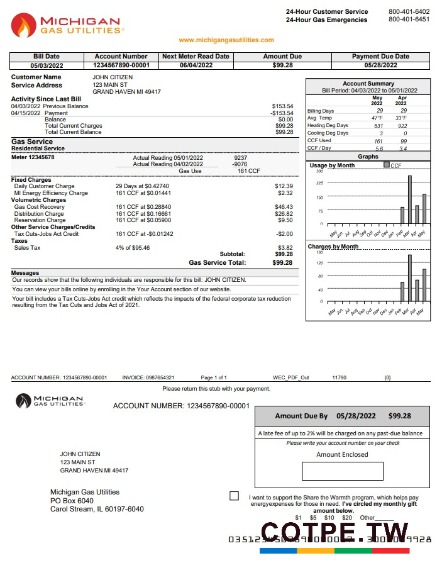 MICHIGAN
GAS UTILITIES®
24-Hour Customer Service 800-401-6402
24-Hour Gas Emergencies 800-401-6451
www.michigangasutilities.com
Bill Date Account Number Next Meter Read Date Amount Due Payment Due Date
05/03/2022 1234567890-00001 06/04/2022 $99.28 05/28/2022
Customer Name JOHN CITIZEN
Service Address 123 MAIN ST
GRAND HAVEN MI 49417
Activity Since Last Bill
04/03/2022 Previous Balance $153.54
04/15/2022 Payment -$153.54
Balance $0.00
Total Current Charges $99.28
Total Current Balance $99.28
Gas Service
Residential Service
Meter 12345678 Actual Reading 05/01/2022 9237
Actual Reading 04/02/2022 -9076
Gas Use 161 CCF
Fixed Charges
Daily Customer Charge 29 Days at $0.42740 $12.39
MI Energy Efficiency Charge 161 CCF at $0.01441 $2.32
Volumetric Charges
Gas Cost Recovery 161 CCF at $0.28840 $46.43
Distribution Charge 161 CCF at $0.16661 $26.82
Reservation Charge 161 CCF at $0.05900 $9.50
Other Service Charges/Credits
Tax Cuts-Jobs Act Credit 161 CCF at -$0.01242 -$2.00
Taxes
Sales Tax 4% of $95.46 $3.82
Subtotal: $99.28
Gas Service Total: $99.28
Messages
Our records show that the following individuals are responsible for this bill: JOHN CITIZEN.
You can view your bills online by enrolling in the Your Account section of our website.
Your bill includes a Tax Cuts-Jobs Act credit which reflects the impacts of the federal corporate tax reduction
resulting from the Tax Cuts and Jobs Act of 2021.
Account Summary
Bill Period: 04/03/2022 to 05/01/2022
May Apr
2022 2022
Billing Days 29 29
Avg. Temp 47°F 33°F
Heating Deg Days 531 922
Cooling Deg Days 3 0
CCF Used 161 99
CCF / Day 5.6 3.4
Graphs
Usage by Month CCF
Charges by Month
ACCOUNT NUMBER: 1234567890-00001 INVOICE: 0987654321 Page 1 of 1 WEC_PDF_Out 11790 [0]
Please return this stub with your payment.
MICHIGAN
GAS UTILITIES®
ACCOUNT NUMBER: 1234567890-00001
Amount Due By 05/28/2022 $99.28
A late fee of up to 2% will be charged on any past-due balance
Please write your account number on your check
Amount Enclosed
JOHN CITIZEN
123 MAIN ST
GRAND HAVEN MI 49417
Michigan Gas Utilities
PO Box 6040
Carol Stream, IL 60197-6040
I want to support the Share the Warmth program, which helps pay
energy expenses for those in need. I've circled my monthly gift
amount below.
$1 $5 $10 $20 Other
COTPE.TW